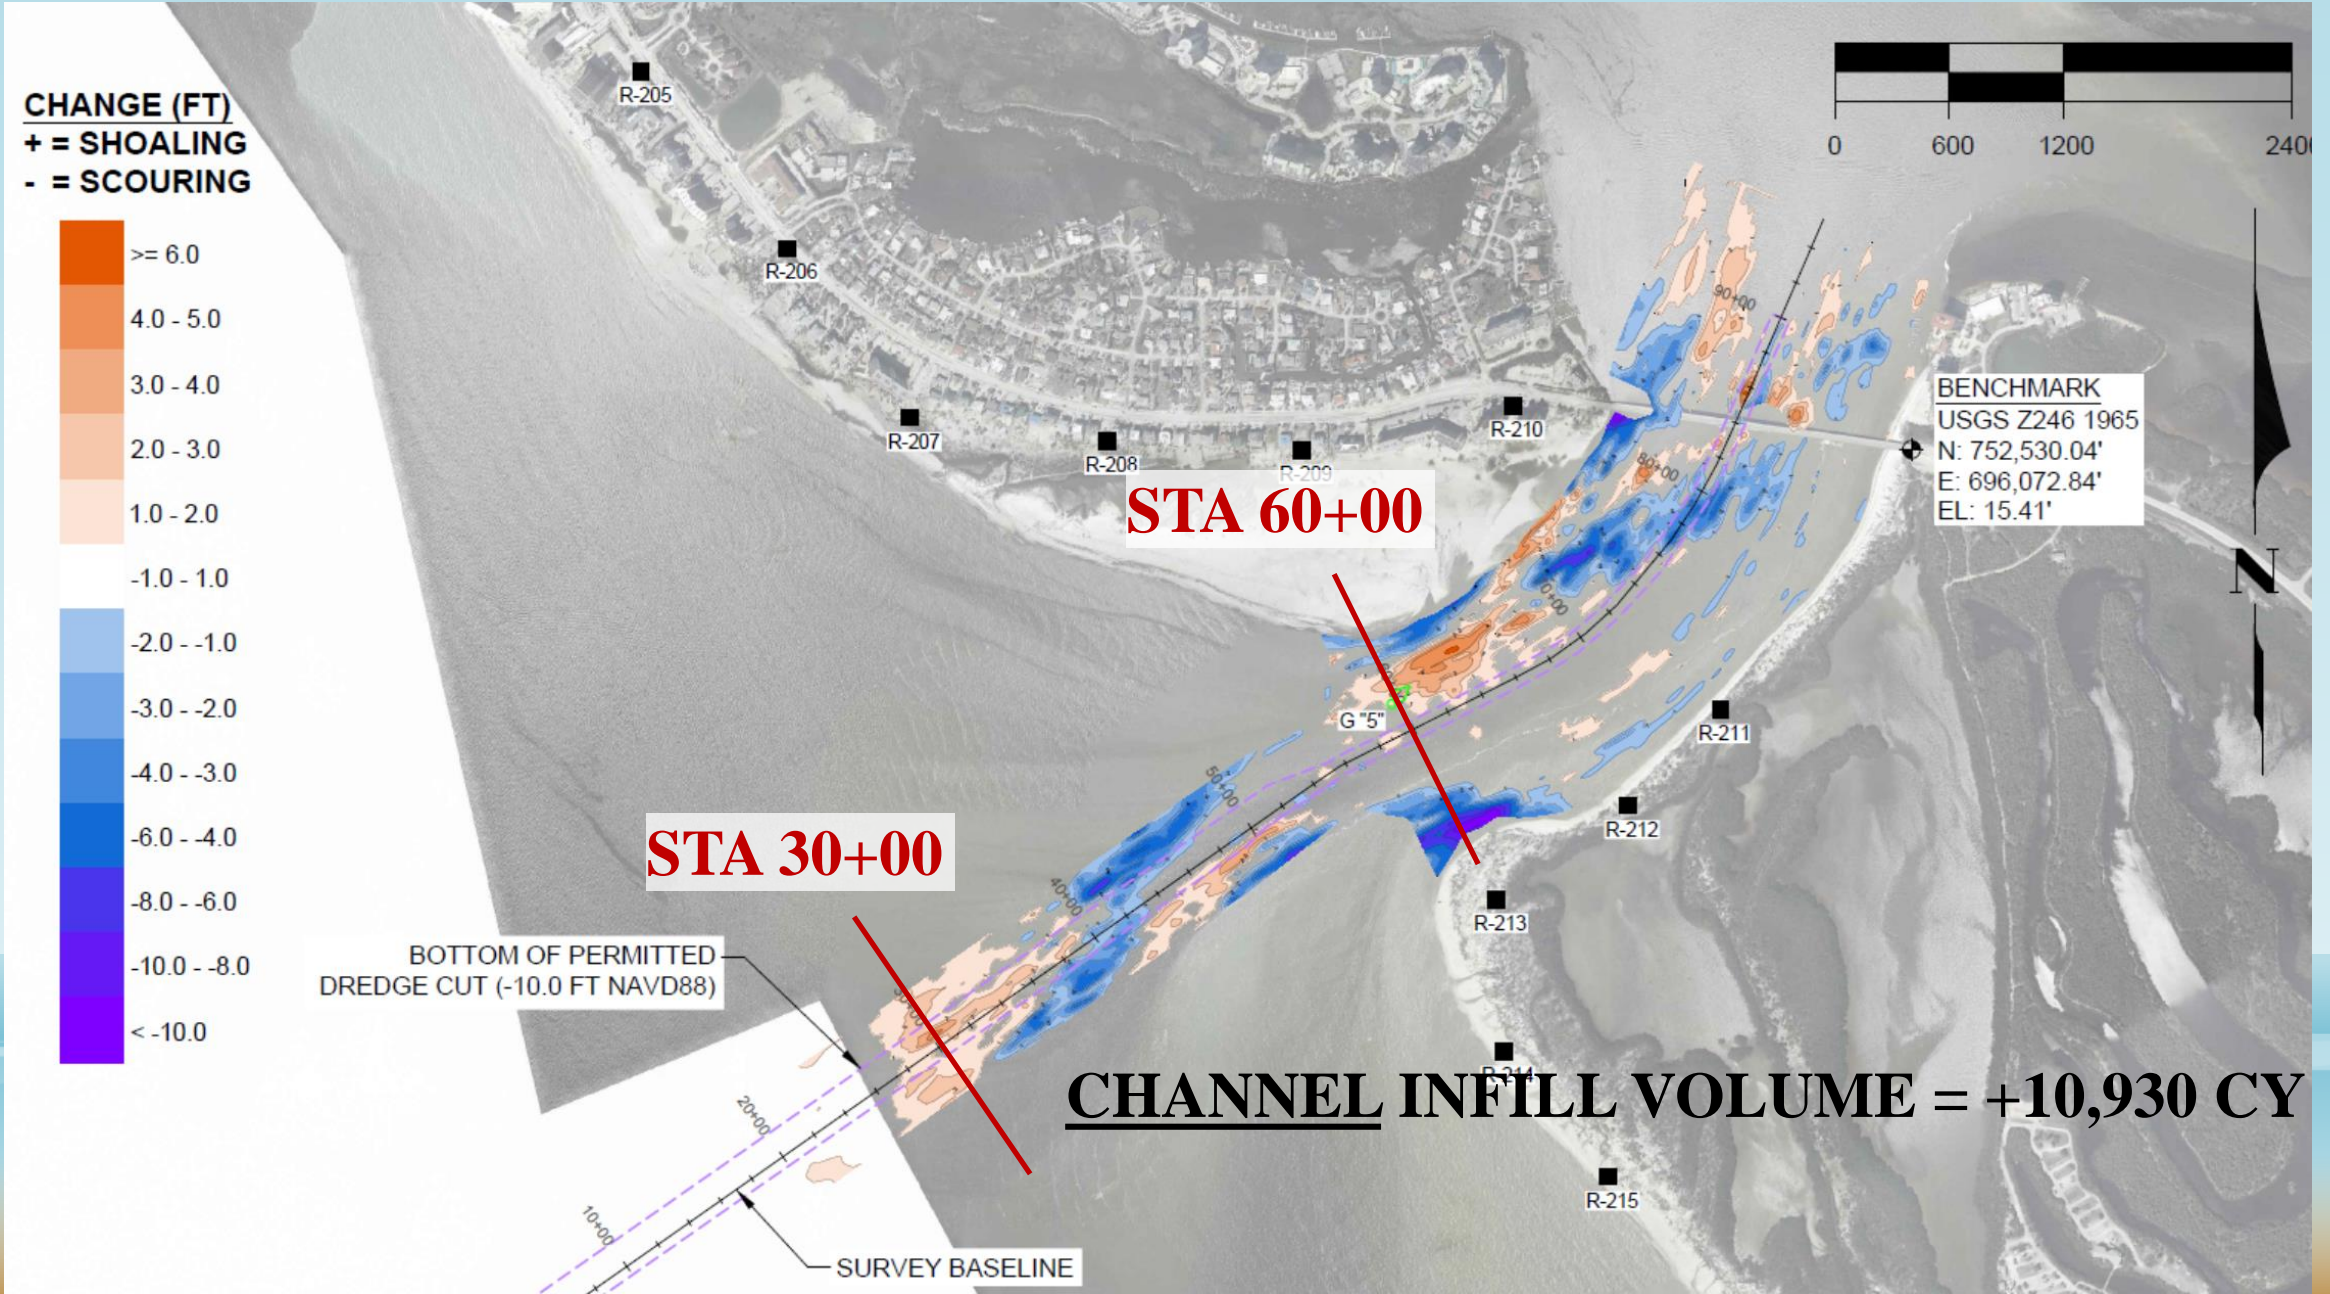 CHANGE (FT)
+ = SHOALING
- = SCOURING
>= 6.0
4.0 - 5.0
3.0 - 4.0
2.0 - 3.0
1.0 - 2.0
-1.0 - 1.0
-2.0 - -1.0
-3.0 - -2.0
-4.0 - -3.0
-6.0 - -4.0
-8.0 - -6.0
-10.0 - -8.0
< -10.0
0 600 1200 2400
R-205
R-206
R-207
R-208
R-209
R-210
90+00
80+00
70+00
BENCHMARK
USGS Z246 1965
N: 752,530.04'
E: 696,072.84'
EL: 15.41'
N
STA 60+00
G "5"
R-211
R-212
R-213
R-214
R-215
50+00
40+00
STA 30+00
BOTTOM OF PERMITTED
DREDGE CUT (-10.0 FT NAVD88)
20+00
10+00
SURVEY BASELINE
CHANNEL INFILL VOLUME = +10,930 CY